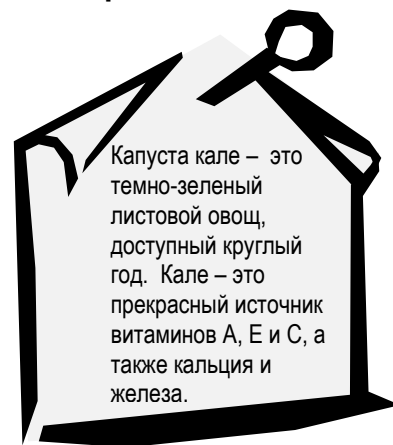 Капуста кале – это
темно-зеленый
листовой овощ,
доступный круглый
год. Кале – это
прекрасный источник
витаминов А, Е и С, а
также кальция и
железа.